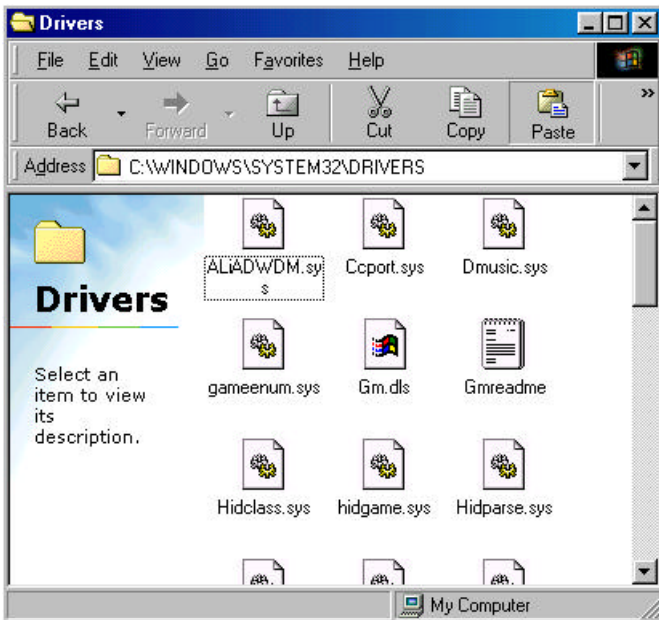 Drivers
File Edit View Go Favorites Help
Back Forward Up Cut Copy Paste »
Address C:\WINDOWS\SYSTEM32\DRIVERS
Drivers
Select an
item to view
its
description.
ALiADWDM.sy
s
Ccport.sys
Dmusic.sys
gameenum.sys
Gm.dls
Gmreadme
Hidclass.sys
hidgame.sys
Hidparse.sys
My Computer